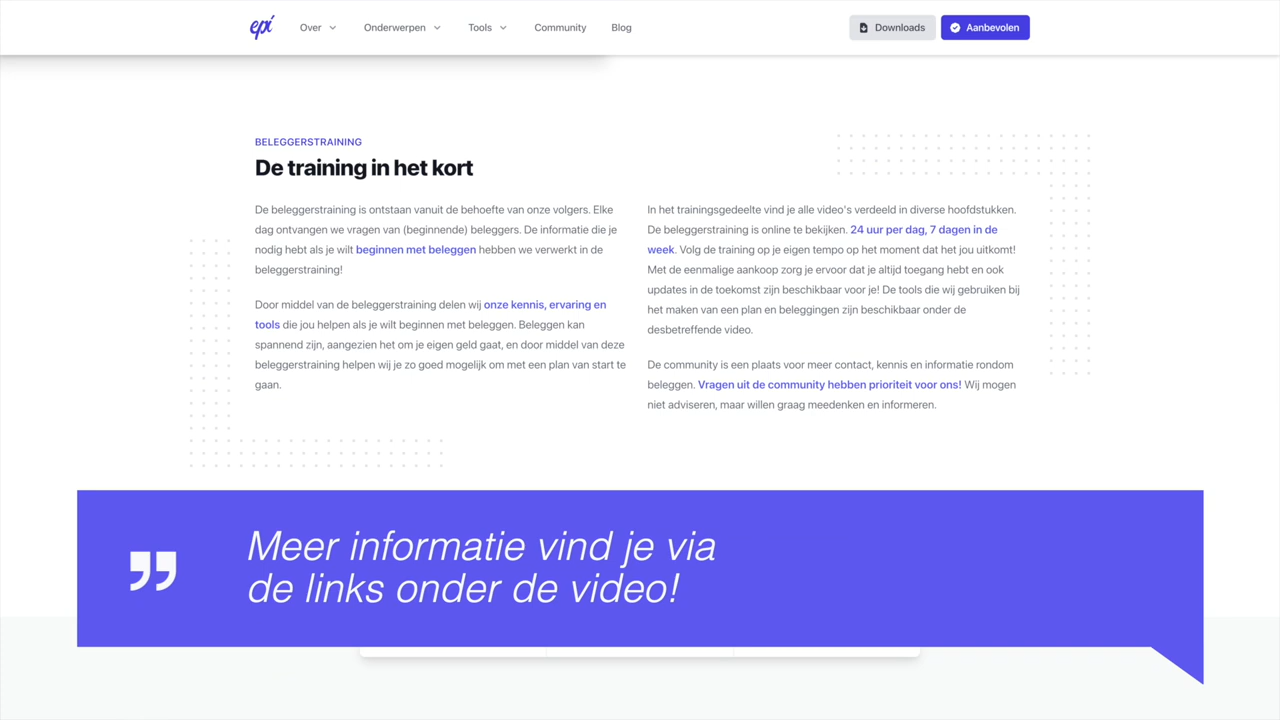 epi
Over
Onderwerpen
Tools
Community
Blog
Downloads
Aanbevolen
BELEGGERSTRAINING
De training in het kort
De beleggerstraining is ontstaan vanuit de behoefte van onze volgers. Elke
dag ontvangen we vragen van (beginnende) beleggers. De informatie die je
nodig hebt als je wilt beginnen met beleggen hebben we verwerkt in de
beleggerstraining!
Door middel van de beleggerstraining delen wij onze kennis, ervaring en
tools die jou helpen als je wilt beginnen met beleggen. Beleggen kan
spannend zijn, aangezien het om je eigen geld gaat, en door middel van deze
beleggerstraining helpen wij je zo goed mogelijk om met een plan van start te
gaan.
In het trainingsgedeelte vind je alle video's verdeeld in diverse hoofdstukken.
De beleggerstraining is online te bekijken. 24 uur per dag, 7 dagen in de
week. Volg de training op je eigen tempo op het moment dat het jou uitkomt!
Met de eenmalige aankoop zorg je ervoor dat je altijd toegang hebt en ook
updates in de toekomst zijn beschikbaar voor je! De tools die wij gebruiken bij
het maken van een plan en beleggingen zijn beschikbaar onder de
desbetreffende video.
De community is een plaats voor meer contact, kennis en informatie rondom
beleggen. Vragen uit de community hebben prioriteit voor ons! Wij mogen
niet adviseren, maar willen graag meedenken en informeren.
” Meer informatie vind je via
de links onder de video!